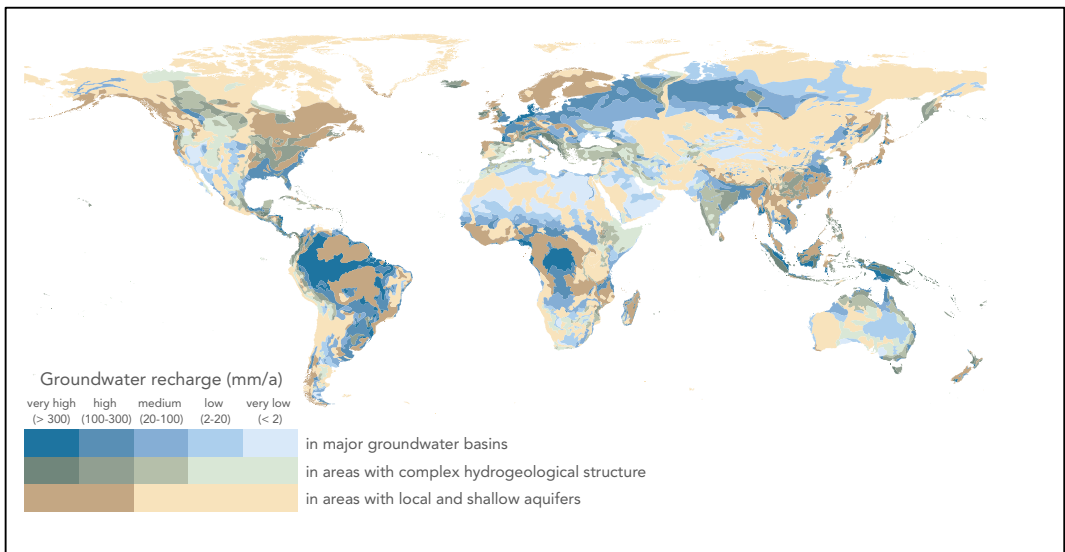 Groundwater recharge (mm/a)
very high high medium low very low
(> 300) (100-300) (20-100) (2-20) (< 2)
in major groundwater basins
in areas with complex hydrogeological structure
in areas with local and shallow aquifers